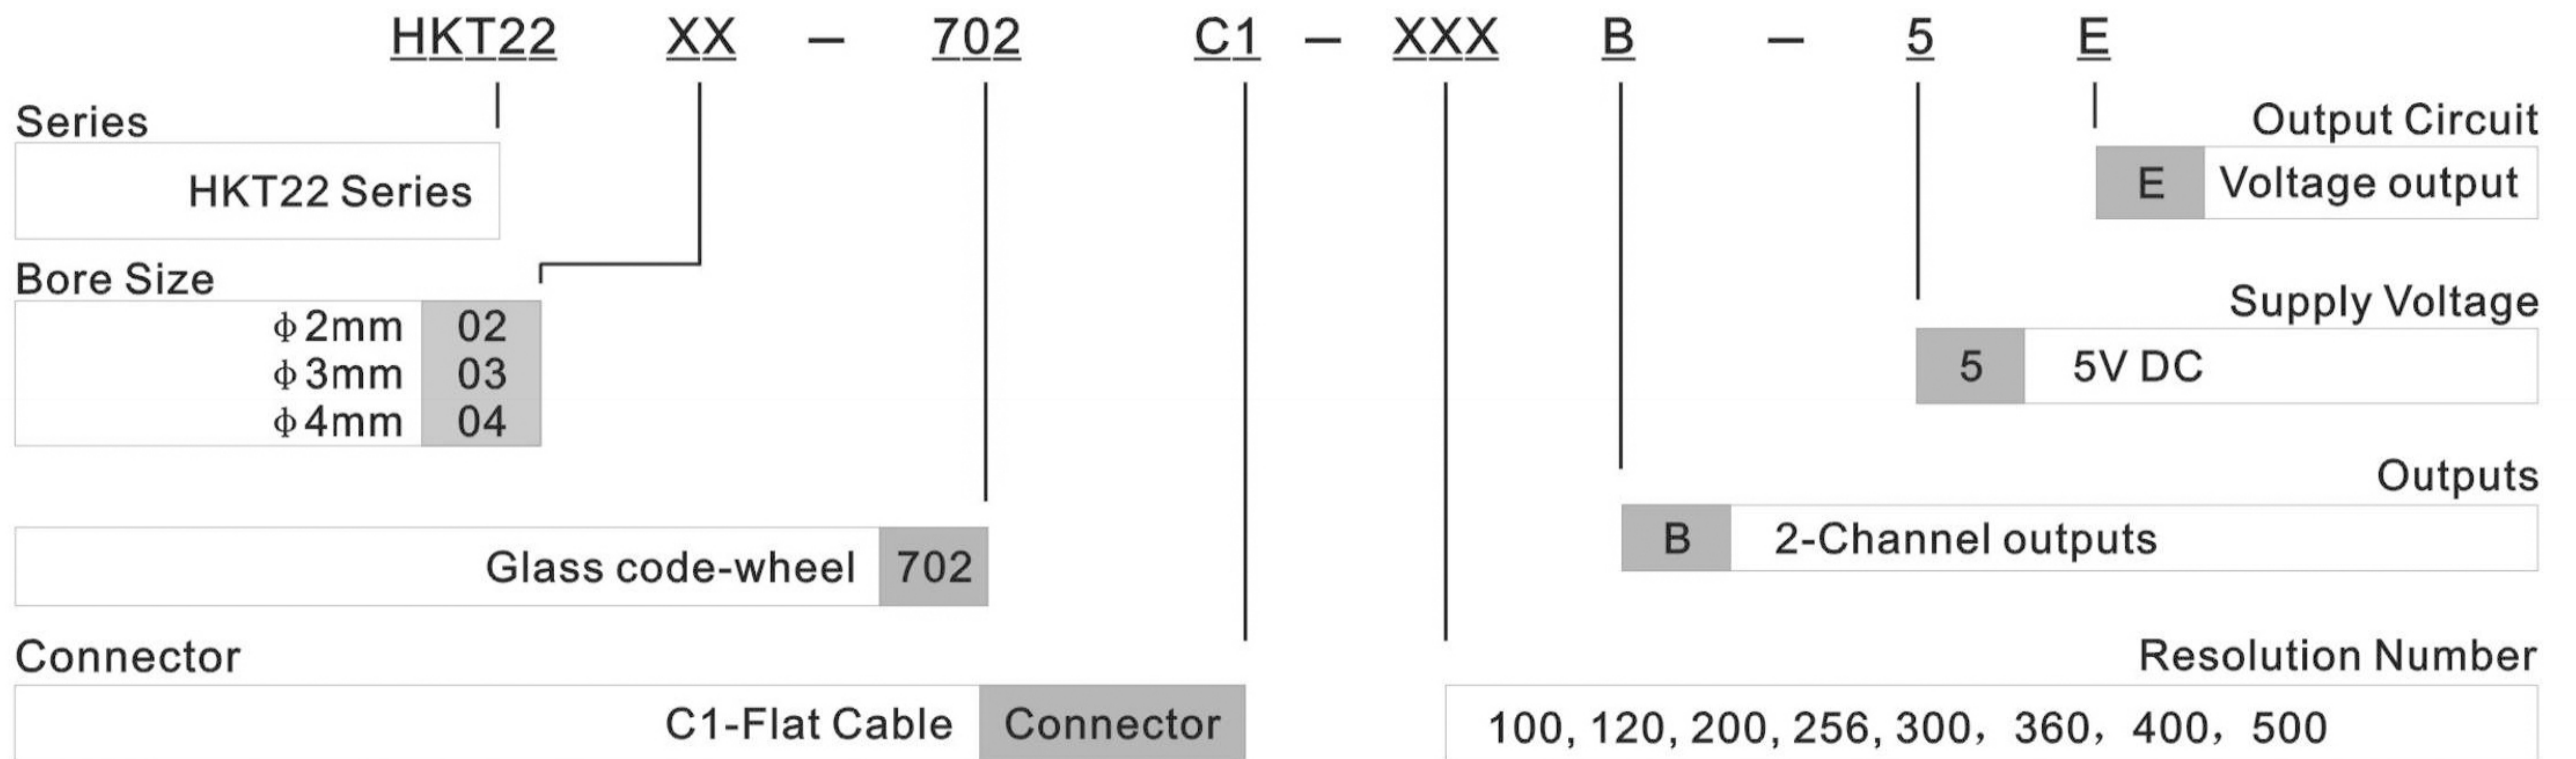 HKT22 XX – 702 C1 – XXX B – 5 E
Series
HKT22 Series
Bore Size
ϕ2mm 02
ϕ3mm 03
ϕ4mm 04
Glass code-wheel 702
Connector
C1-Flat Cable Connector
Output Circuit
E Voltage output
Supply Voltage
5 5V DC
Outputs
B 2-Channel outputs
Resolution Number
100, 120, 200, 256, 300, 360, 400, 500